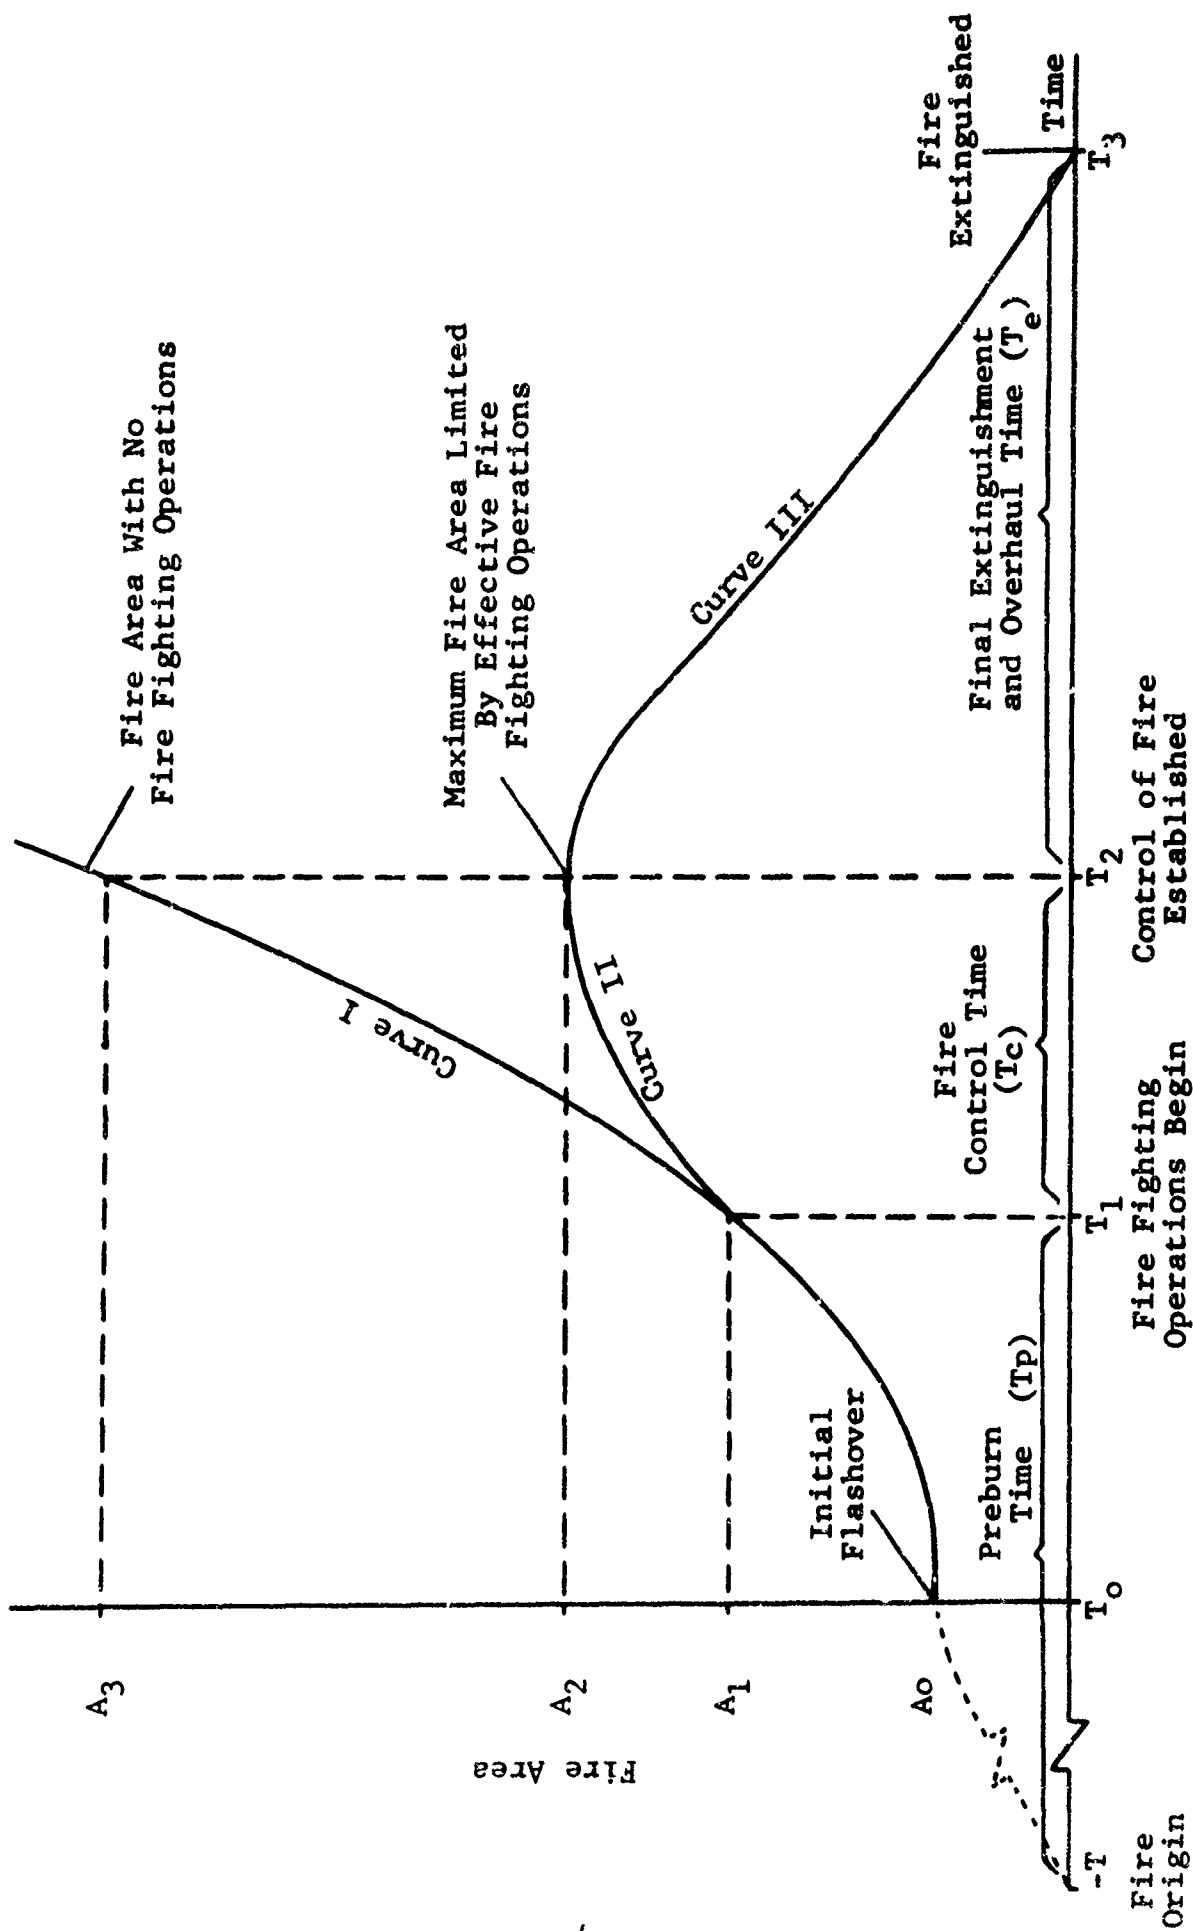 Fire Area With No
Fire Fighting Operations
Maximum Fire Area Limited
By Effective Fire
Fighting Operations
Fire
Extinguished
Curve I
Curve II
Curve III
Initial
Flashover
Fire Area
A3
A2
A1
Ao
Preburn
Time (Tp)
Fire
Control Time
(Tc)
Final Extinguishment
and Overhaul Time (Te)
Time
-T
To
T1
T2
T3
Fire
Origin
Fire Fighting
Operations Begin
Control of Fire
Established